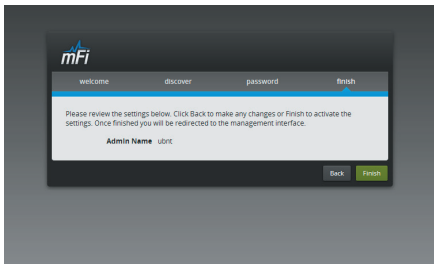 mFi
welcome discover password finish
Please review the settings below. Click Back to make any changes or Finish to activate the
settings. Once finished you will be redirected to the management interface.
Admin Name ubnt
Back Finish